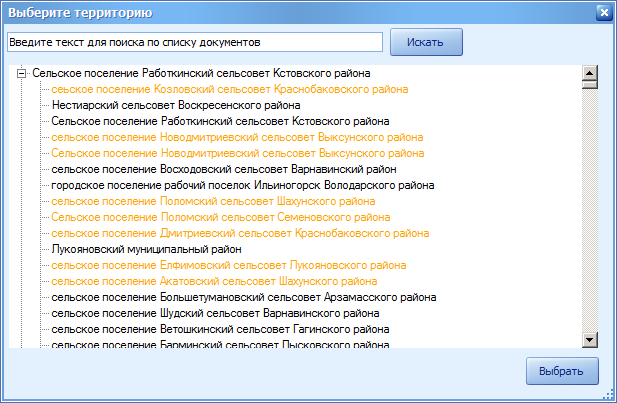 Выберите территорию
Введите текст для поиска по списку документов
Искать
Сельское поселение Работкинский сельсовет Кстовского района
сеьское поселение Козловский сельсовет Краснобаковского района
Нестиарский сельсовет Воскресенского района
Сельское поселение Работкинский сельсовет Кстовского района
сельское поселение Новодмитриевский сельсовет Выксунского района
Сельское поселение Новодмитриевский сельсовет Выксунского района
сельское поселение Восходовский сельсовет Варнавинский район
городское поселение рабочий поселок Ильиногорск Володарского района
сельское поселение Поломский сельсовет Шахунского района
Сельское поселение Поломский сельсовет Семеновского района
сельское поселение Дмитриевский сельсовет Краснобаковского района
Лукояновский муниципальный район
сельское поселение Елфимовский сельсовет Лукояновского района
сельское поселение Акатовский сельсовет Шахунского района
сельское поселение Большетумановский сельсовет Арзамасского района
сельское поселение Шудский сельсовет Варнавинского района
сельское поселение Ветошкинский сельсовет Гагинского района
сельское поселение Барминский сельсовет Лысковского района
Выбрать